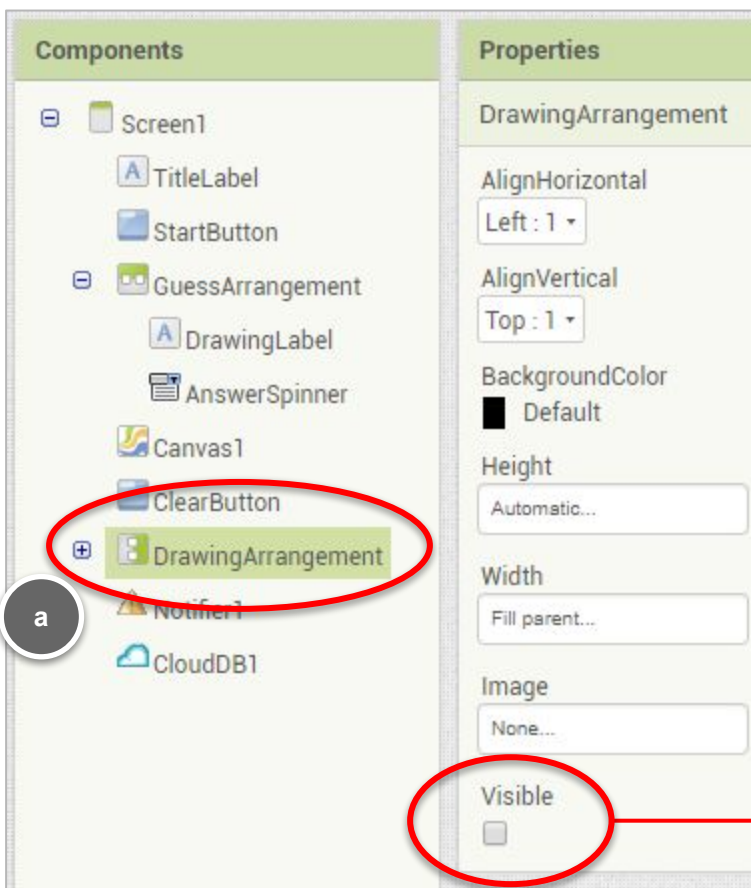 Components
Screen1
A TitleLabel
StartButton
GuessArrangement
A DrawingLabel
AnswerSpinner
Canvas1
ClearButton
DrawingArrangement
Notifier1
CloudDB1
a
Properties
DrawingArrangement
AlignHorizontal
Left : 1
AlignVertical
Top : 1
BackgroundColor
Default
Height
Automatic...
Width
Fill parent...
Image
None...
Visible